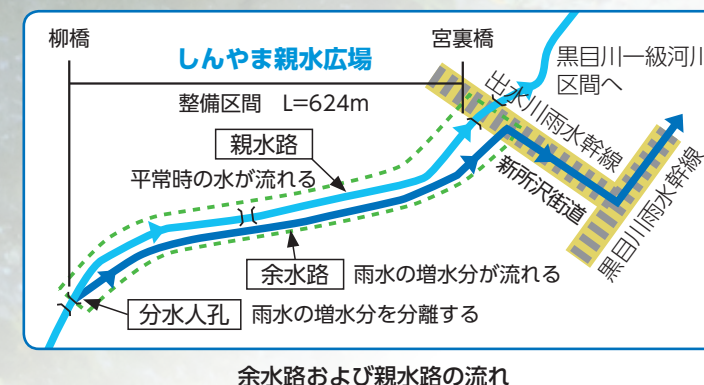 柳橋
宮裏橋
しんやま親水広場
黒目川一級河川
区間へ
整備区間 L=624m
出水川雨水幹線
親水路
平常時の水が流れる
新所沢街道
黒目川雨水幹線
余水路 雨水の増水分が流れる
分水人孔 雨水の増水分を分離する
余水路および親水路の流れ